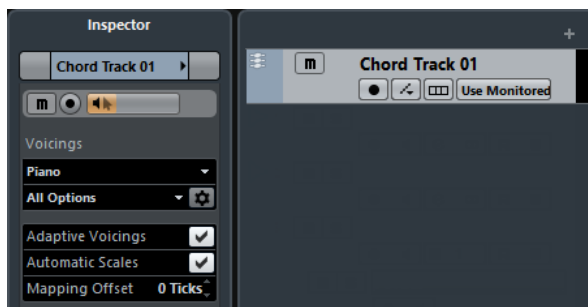 Inspector
Chord Track 01
m
Voicings
Piano
All Options
Adaptive Voicings
Automatic Scales
Mapping Offset 0 Ticks
+
m Chord Track 01
Use Monitored